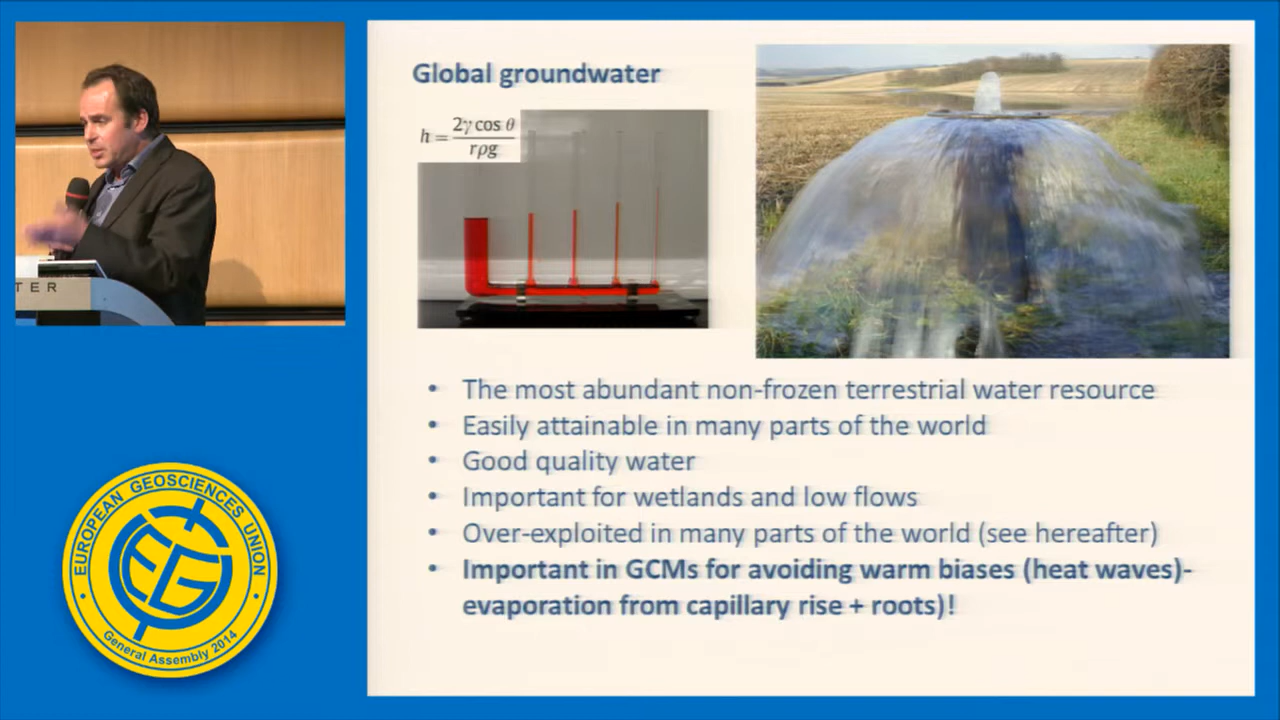 Global groundwater
h = 2γ cos θ / rρg
• The most abundant non-frozen terrestrial water resource
• Easily attainable in many parts of the world
• Good quality water
• Important for wetlands and low flows
• Over-exploited in many parts of the world (see hereafter)
• Important in GCMs for avoiding warm biases (heat waves)-
evaporation from capillary rise + roots)!
TER
EUROPEAN GEOSCIENCES UNION
EGU
General Assembly 2014